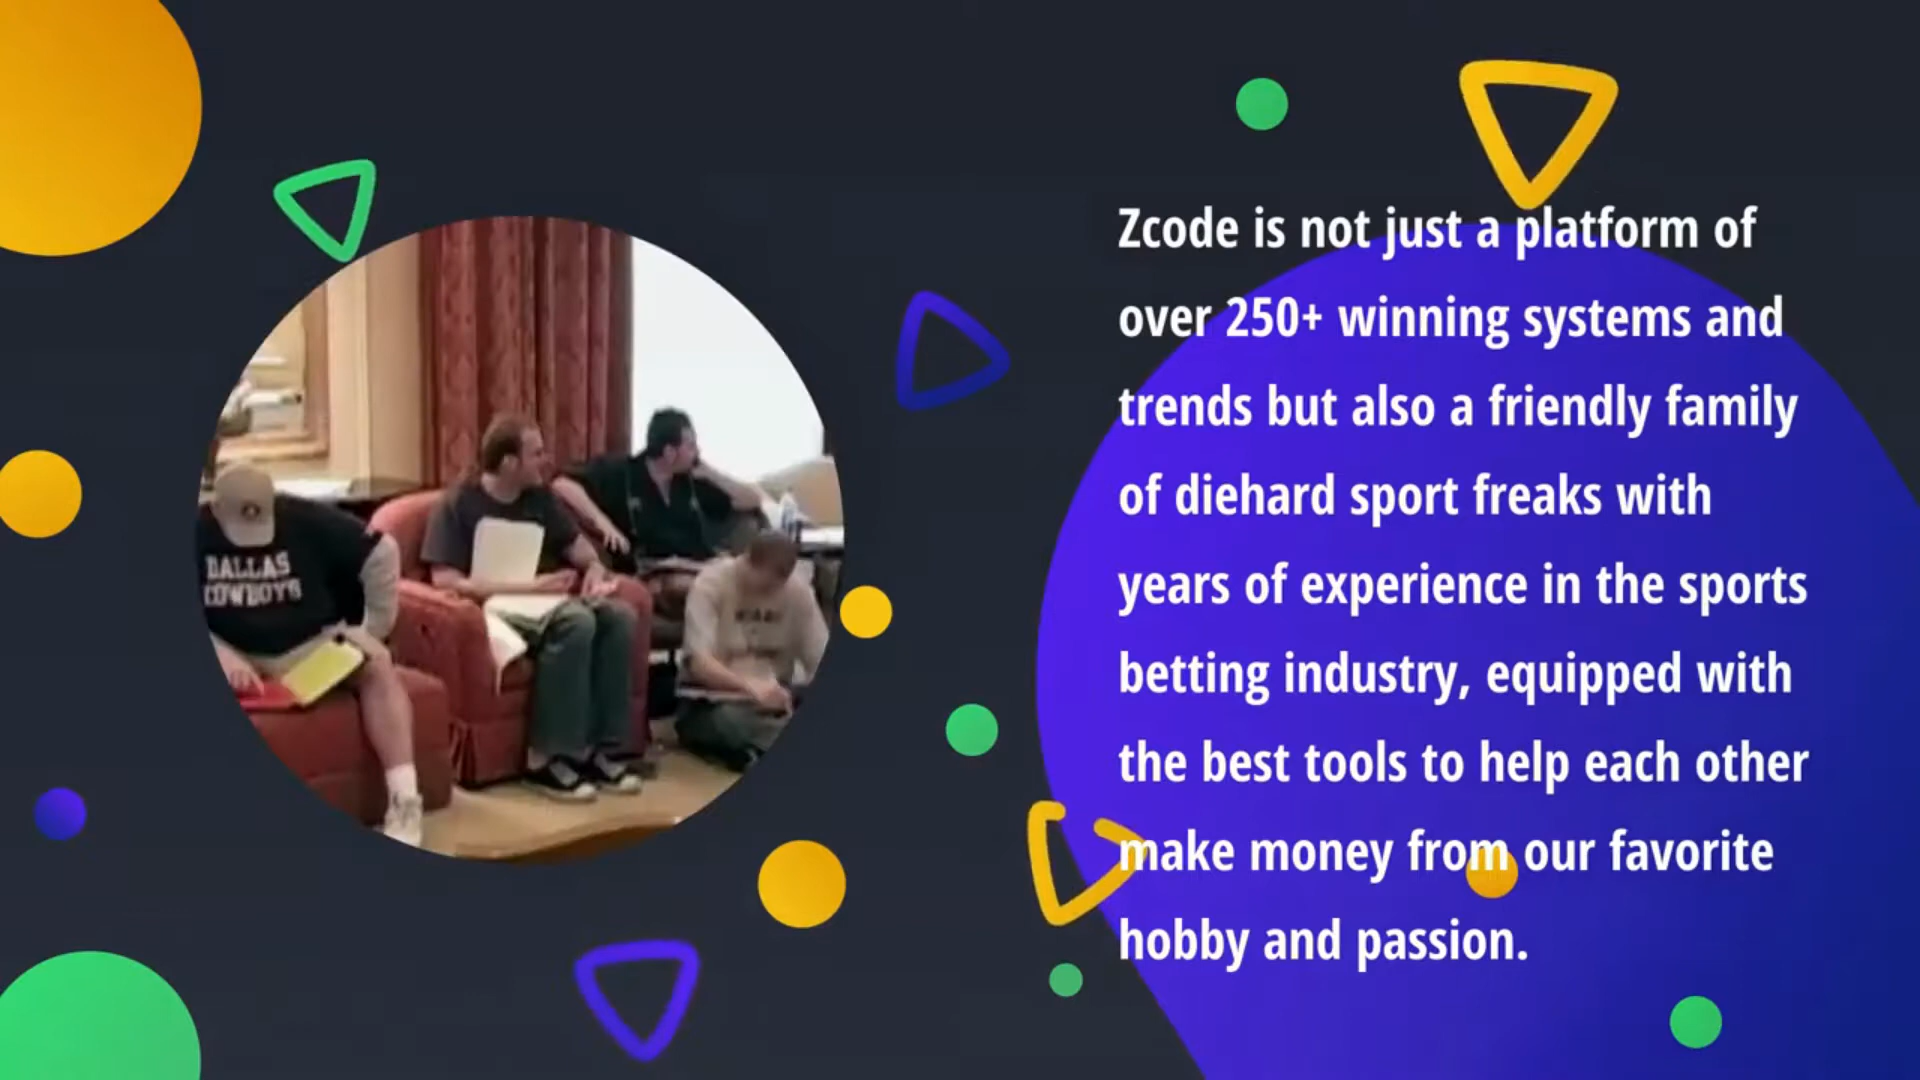 Zcode is not just a platform of
over 250+ winning systems and
trends but also a friendly family
of diehard sport freaks with
years of experience in the sports
betting industry, equipped with
the best tools to help each other
make money from our favorite
hobby and passion.
DALLAS
COWBOYS